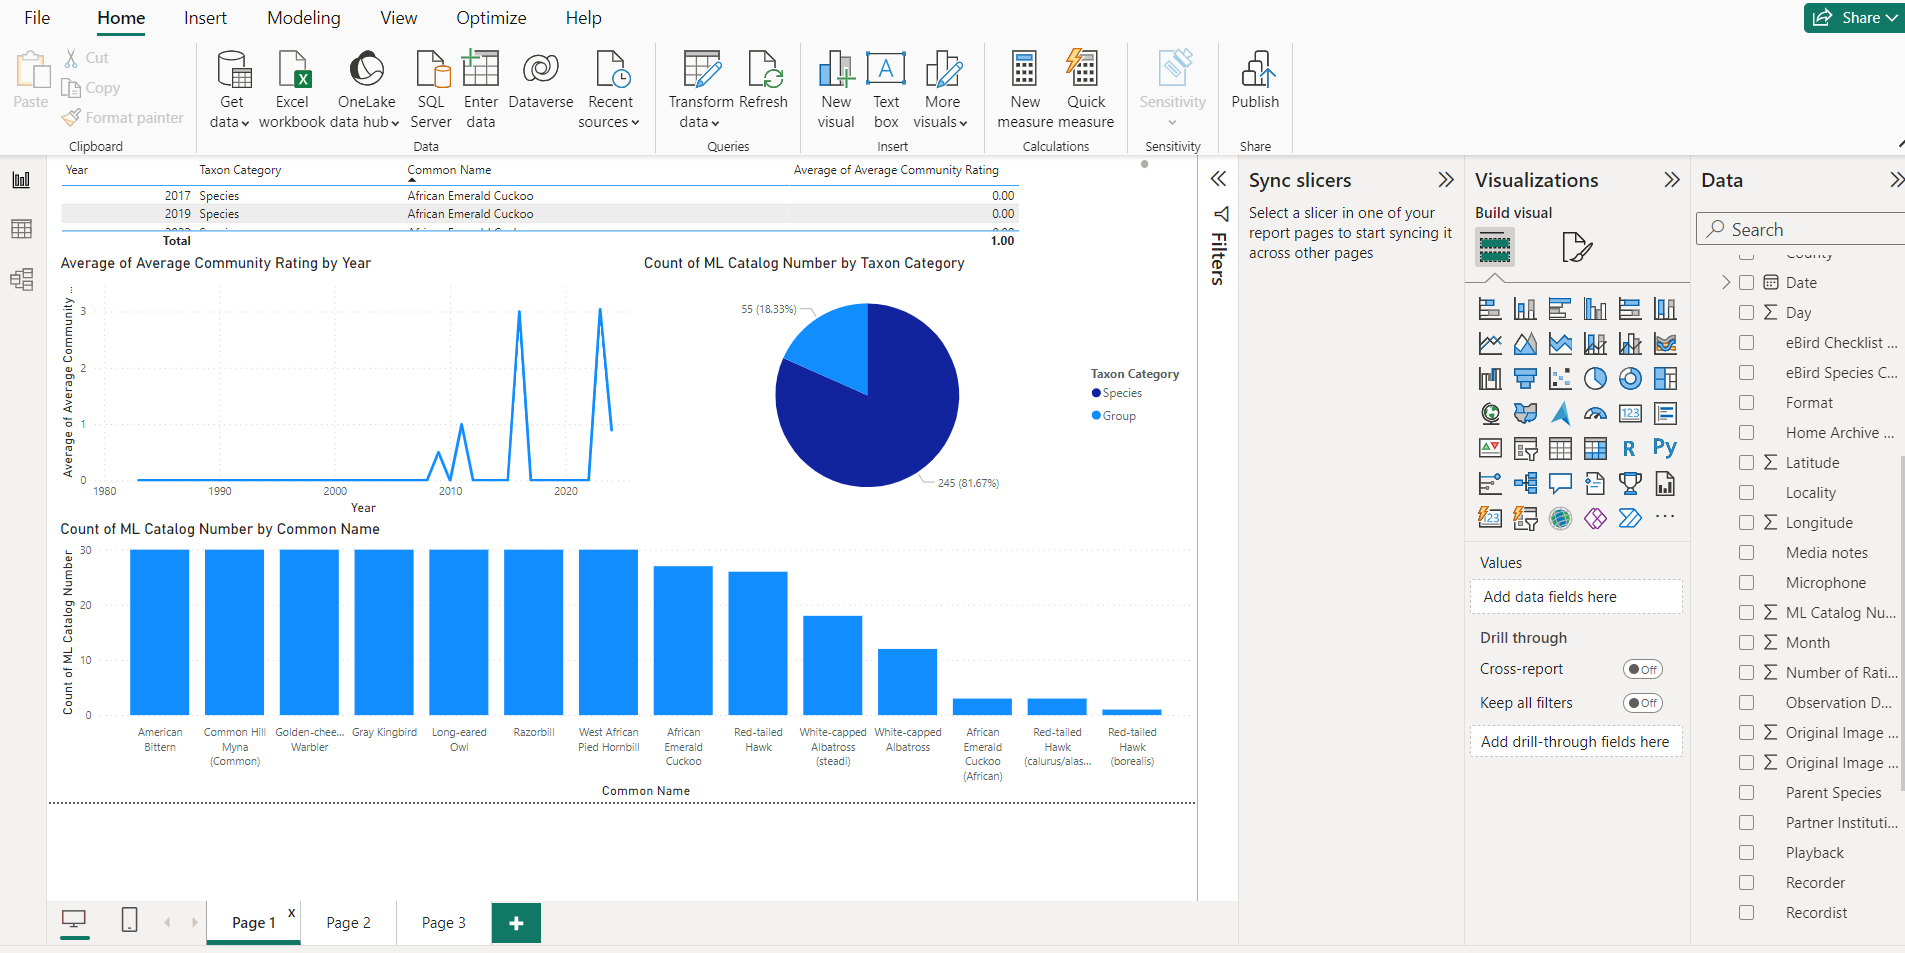 File Home Insert Modeling View Optimize Help Share
Paste
Cut
Copy
Format painter
Clipboard
Get data
Excel workbook
OneLake data hub
SQL Server
Enter data
Dataverse
Recent sources
Data
Transform data
Refresh
Queries
New visual
Text box
More visuals
Insert
New measure
Quick measure
Calculations
Sensitivity
Sensitivity
Publish
Share
Year Taxon Category Common Name Average of Average Community Rating
2017 Species African Emerald Cuckoo 0.00
2019 Species African Emerald Cuckoo 0.00
Total 1.00
Average of Average Community Rating by Year
Average of Average Community ...
3
2
1
0
1980 1990 2000 2010 2020
Year
Count of ML Catalog Number by Taxon Category
55 (18.33%)
245 (81.67%)
Taxon Category
Species
Group
Count of ML Catalog Number by Common Name
Count of ML Catalog Number
30
20
10
0
American Bittern
Common Hill Myna (Common)
Golden-chee... Warbler
Gray Kingbird
Long-eared Owl
Razorbill
West African Pied Hornbill
African Emerald Cuckoo
Red-tailed Hawk
White-capped Albatross (steadi)
White-capped Albatross
African Emerald Cuckoo (African)
Red-tailed Hawk (calurus/alas...
Red-tailed Hawk (borealis)
Common Name
Page 1 x
Page 2
Page 3
+
Filters
Sync slicers
Select a slicer in one of your
report pages to start syncing it
across other pages
Visualizations
Build visual
123
R
Py
123
...
Values
Add data fields here
Drill through
Cross-report Off
Keep all filters Off
Add drill-through fields here
Data
Search
County
Date
Day
eBird Checklist ...
eBird Species C...
Format
Home Archive ...
Latitude
Locality
Longitude
Media notes
Microphone
ML Catalog Nu...
Month
Number of Rati...
Observation D...
Original Image ...
Original Image ...
Parent Species
Partner Instituti...
Playback
Recorder
Recordist